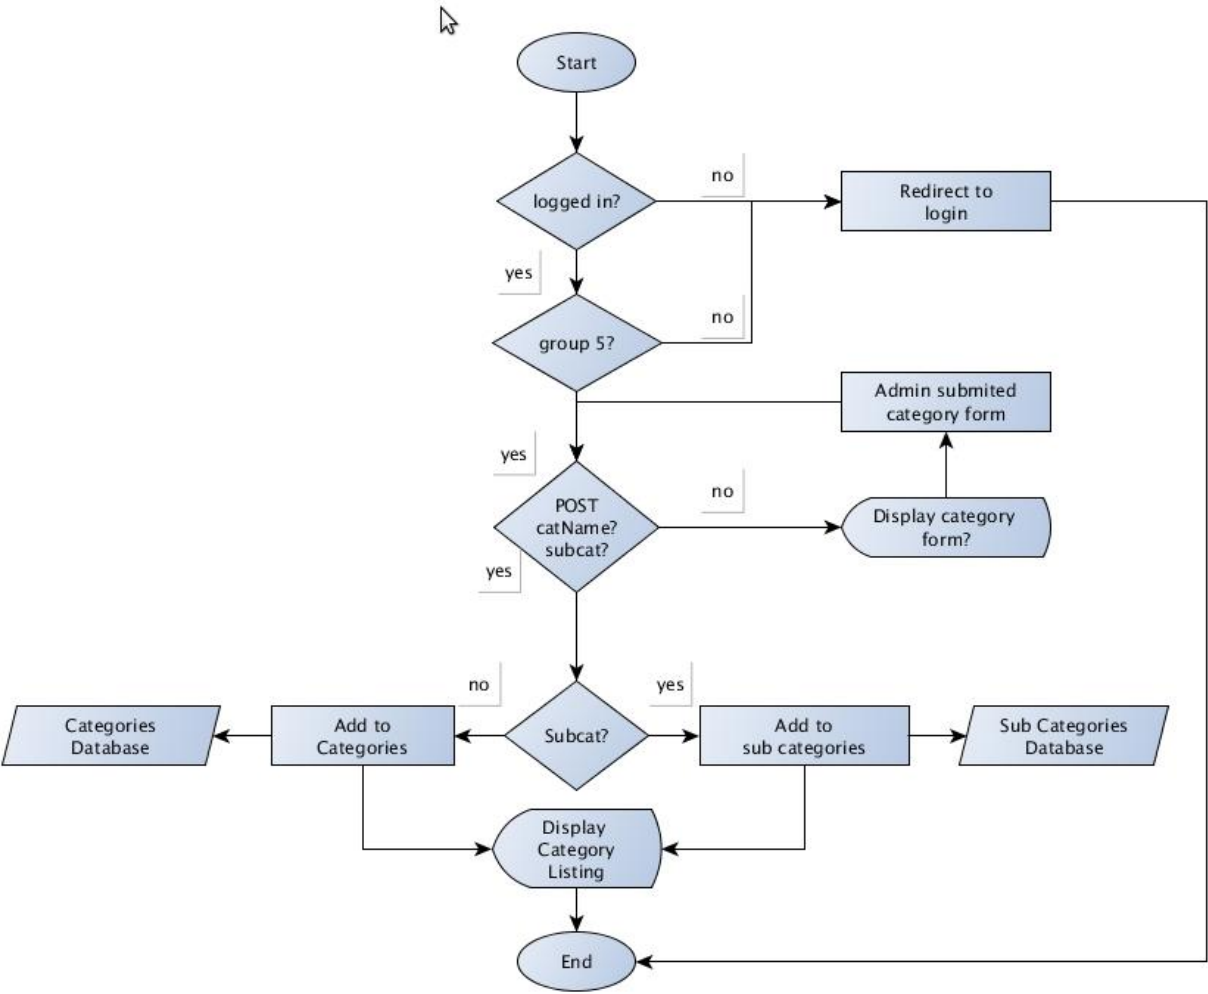 Start
no
logged in?
Redirect to
login
yes
no
group 5?
Admin submited
category form
yes
no
POST
catName?
subcat?
Display category
form?
yes
no
yes
Categories
Database
Add to
Categories
Subcat?
Add to
sub categories
Sub Categories
Database
Display
Category
Listing
End